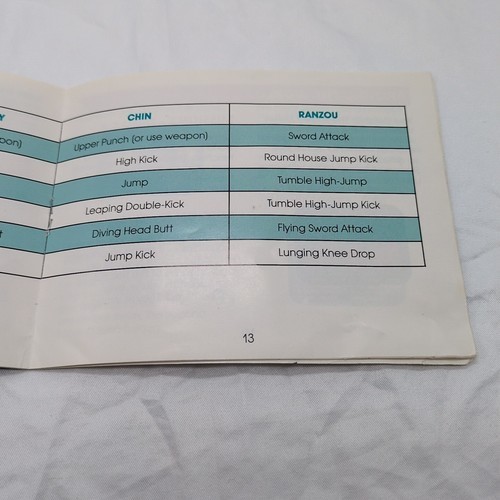 Y CHIN RANZOU
pon) Upper Punch (or use weapon) Sword Attack
High Kick Round House Jump Kick
Jump Tumble High-Jump
Leaping Double-Kick Tumble High-Jump Kick
t Diving Head Butt Flying Sword Attack
Jump Kick Lunging Knee Drop
13